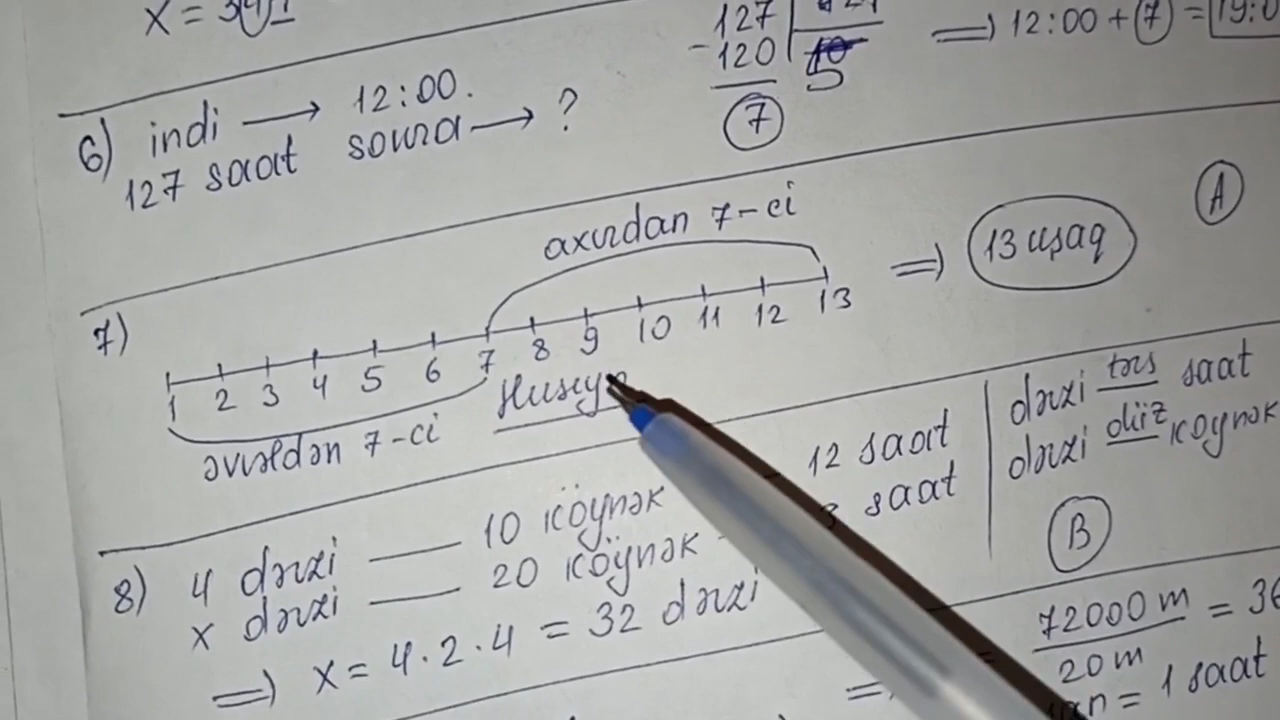 X =
127
- 120
5
7
=> 12:00 + 7 =
6) indi → 12:00.
127 saat sonra → ?
axırdan 7-ci
=> 13 uşaq
A
7)
1 2 3 4 5 6 7 8 9 10 11 12 13
əvvəldən 7-ci
Huseyn
8) 4 dərzi — 10 köynək 12 saat
x dərzi — 20 köynək 3 saat
=> x = 4·2·4 = 32 dərzi
dərzi tərs saat
dərzi düz köynək
B
72000 m
20 m
= 1 saat